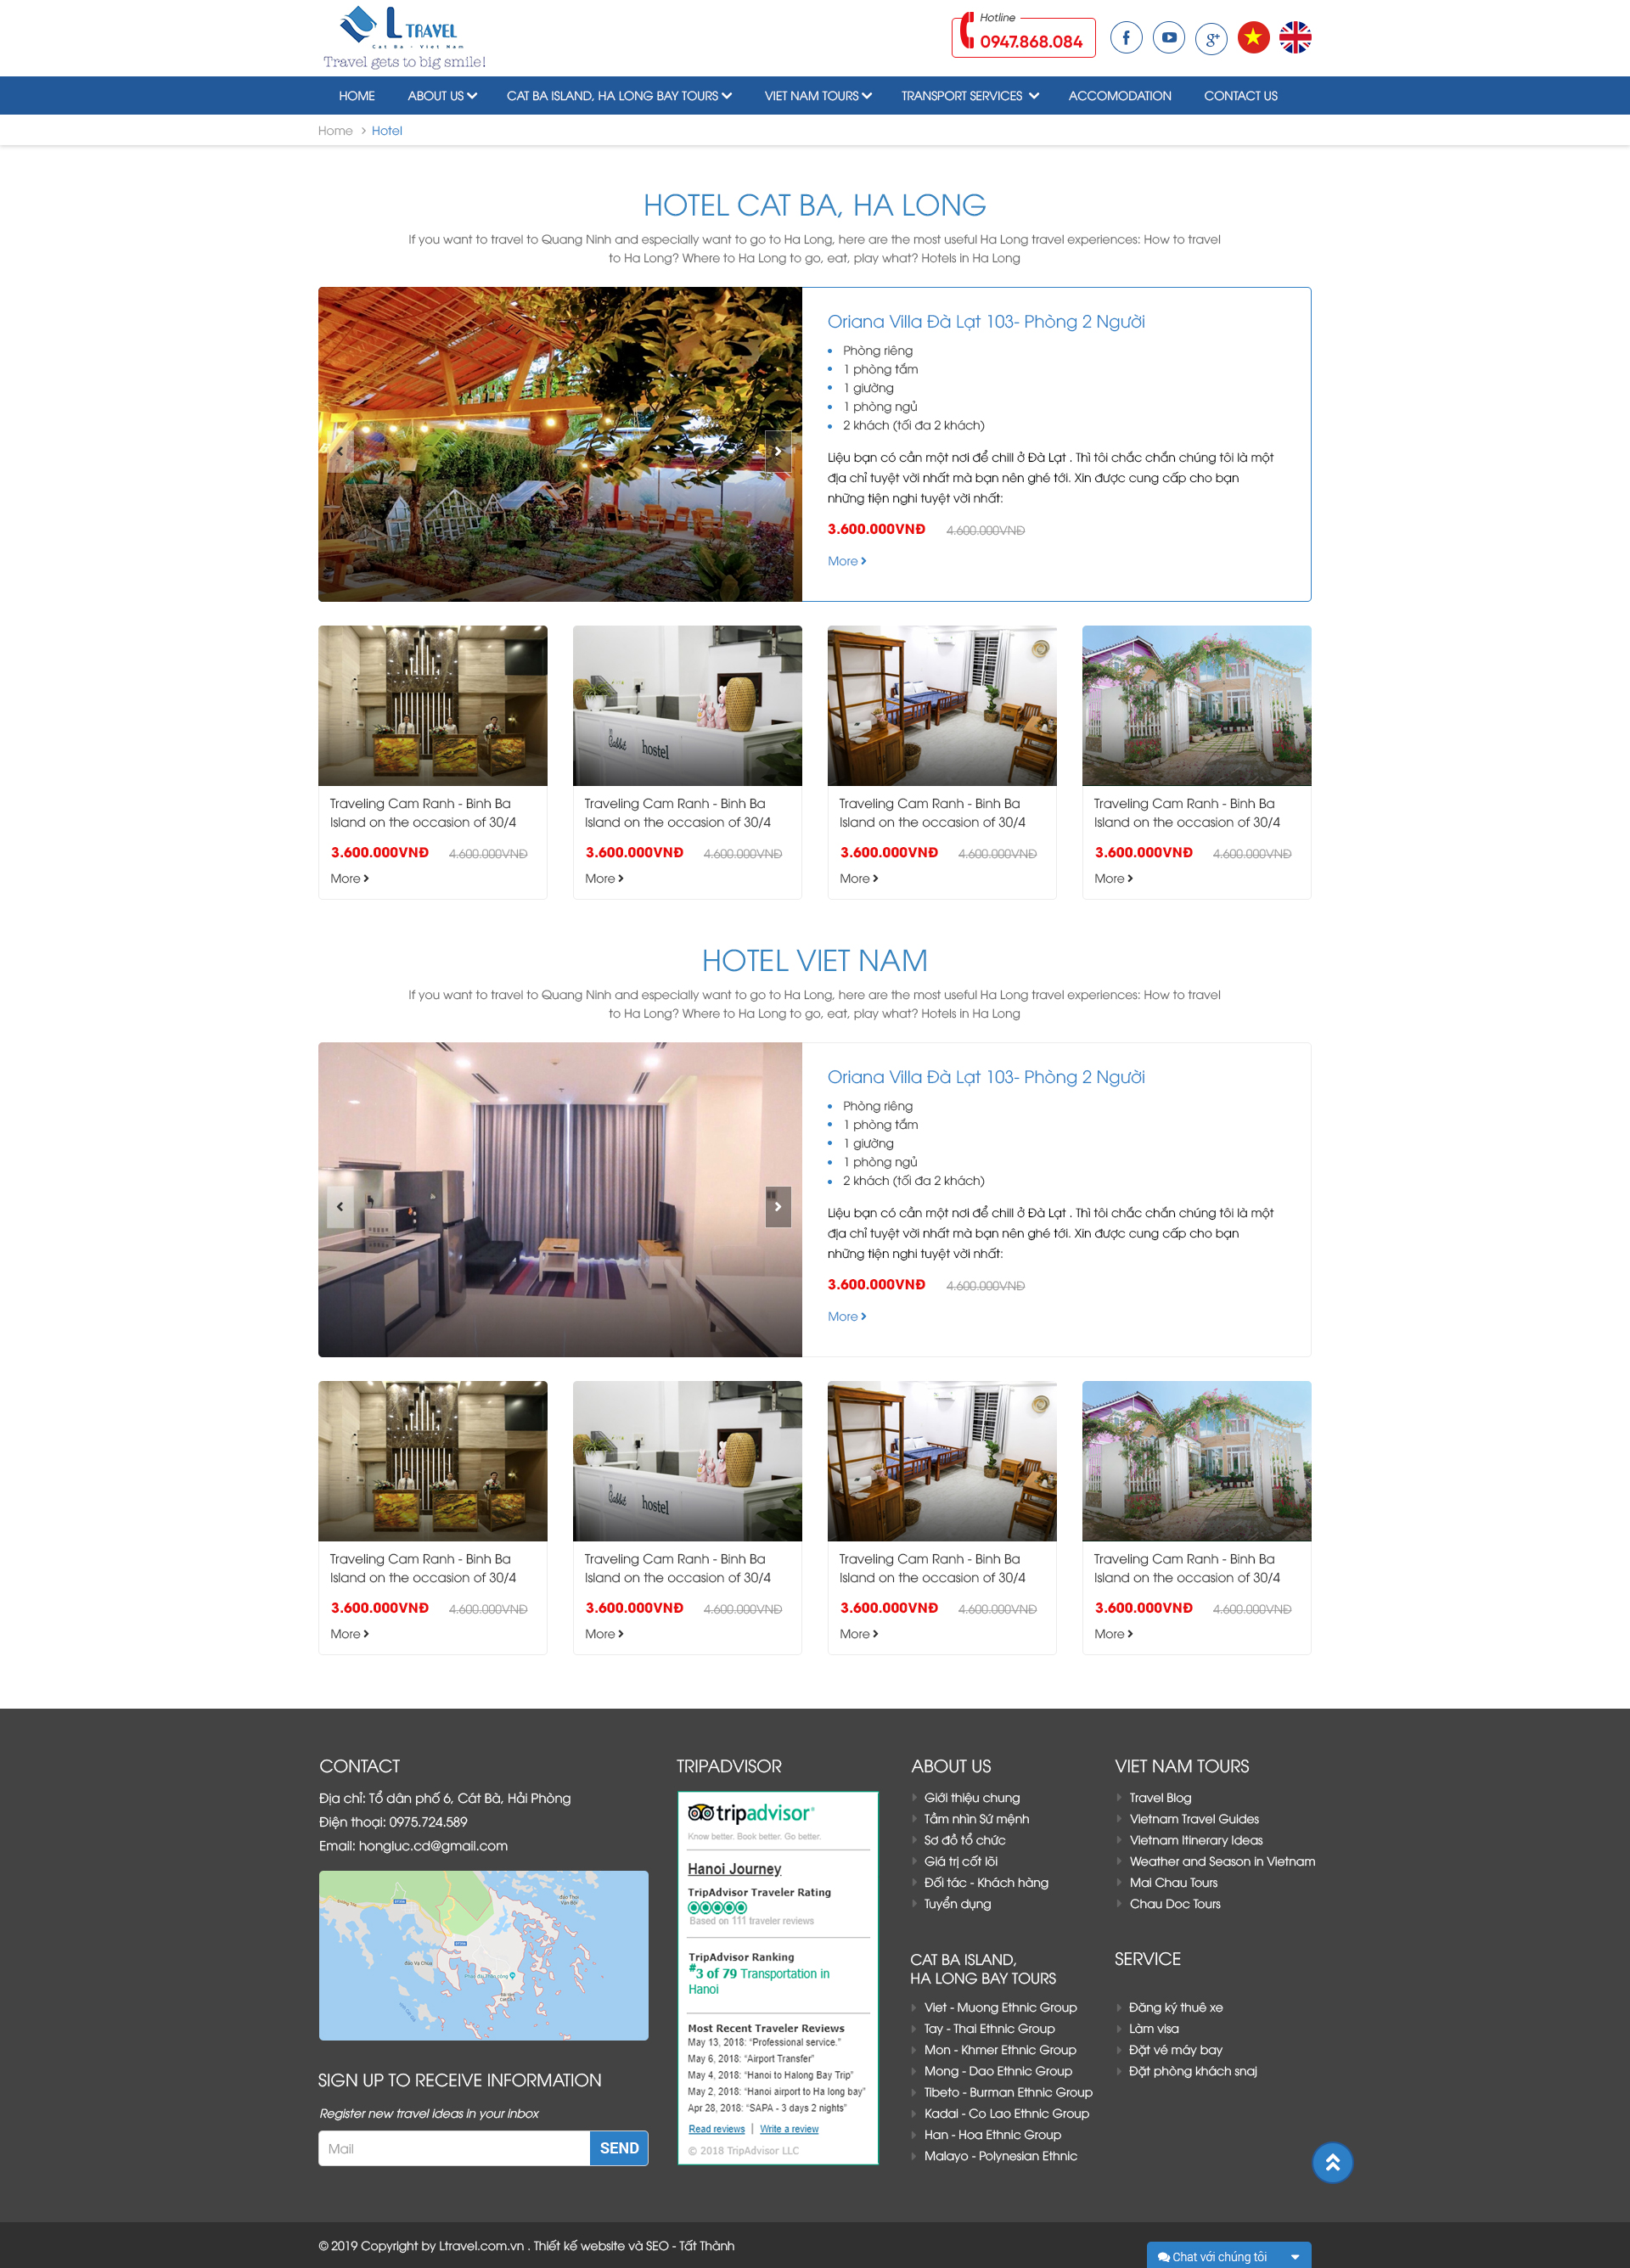 L TRAVEL
Cat Ba - Viet Nam
Travel gets to big smile!
Hotline
0947.868.084
HOME ABOUT US CAT BA ISLAND, HA LONG BAY TOURS VIET NAM TOURS TRANSPORT SERVICES ACCOMODATION CONTACT US
Home > Hotel
HOTEL CAT BA, HA LONG
If you want to travel to Quang Ninh and especially want to go to Ha Long, here are the most useful Ha Long travel experiences: How to travel
to Ha Long? Where to Ha Long to go, eat, play what? Hotels in Ha Long
Oriana Villa Đà Lạt 103- Phòng 2 Người
Phòng riêng
1 phòng tắm
1 giường
1 phòng ngủ
2 khách (tối đa 2 khách)
Liệu bạn có cần một nơi để chill ở Đà Lạt . Thì tôi chắc chắn chúng tôi là một
địa chỉ tuyệt vời nhất mà bạn nên ghé tới. Xin được cung cấp cho bạn
những tiện nghi tuyệt vời nhất:
3.600.000VNĐ 4.600.000VNĐ
More
hostel
Traveling Cam Ranh - Binh Ba
Island on the occasion of 30/4
3.600.000VNĐ 4.600.000VNĐ
More
Traveling Cam Ranh - Binh Ba
Island on the occasion of 30/4
3.600.000VNĐ 4.600.000VNĐ
More
Traveling Cam Ranh - Binh Ba
Island on the occasion of 30/4
3.600.000VNĐ 4.600.000VNĐ
More
Traveling Cam Ranh - Binh Ba
Island on the occasion of 30/4
3.600.000VNĐ 4.600.000VNĐ
More
HOTEL VIET NAM
If you want to travel to Quang Ninh and especially want to go to Ha Long, here are the most useful Ha Long travel experiences: How to travel
to Ha Long? Where to Ha Long to go, eat, play what? Hotels in Ha Long
Oriana Villa Đà Lạt 103- Phòng 2 Người
Phòng riêng
1 phòng tắm
1 giường
1 phòng ngủ
2 khách (tối đa 2 khách)
Liệu bạn có cần một nơi để chill ở Đà Lạt . Thì tôi chắc chắn chúng tôi là một
địa chỉ tuyệt vời nhất mà bạn nên ghé tới. Xin được cung cấp cho bạn
những tiện nghi tuyệt vời nhất:
3.600.000VNĐ 4.600.000VNĐ
More
hostel
Traveling Cam Ranh - Binh Ba
Island on the occasion of 30/4
3.600.000VNĐ 4.600.000VNĐ
More
Traveling Cam Ranh - Binh Ba
Island on the occasion of 30/4
3.600.000VNĐ 4.600.000VNĐ
More
Traveling Cam Ranh - Binh Ba
Island on the occasion of 30/4
3.600.000VNĐ 4.600.000VNĐ
More
Traveling Cam Ranh - Binh Ba
Island on the occasion of 30/4
3.600.000VNĐ 4.600.000VNĐ
More
CONTACT
Địa chỉ: Tổ dân phố 6, Cát Bà, Hải Phòng
Điện thoại: 0975.724.589
Email: hongluc.cd@gmail.com
SIGN UP TO RECEIVE INFORMATION
Register new travel ideas in your inbox
Mail SEND
TRIPADVISOR
tripadvisor
Know better. Book better. Go better.
Hanoi Journey
TripAdvisor Traveler Rating
Based on 111 traveler reviews
TripAdvisor Ranking
#3 of 79 Transportation in
Hanoi
Most Recent Traveler Reviews
May 13, 2018: “Professional service.”
May 6, 2018: “Airport Transfer”
May 4, 2018: “Hanoi to Halong Bay Trip”
May 2, 2018: “Hanoi airport to Ha long bay”
Apr 28, 2018: “SAPA - 3 days 2 nights”
Read reviews | Write a review
© 2018 TripAdvisor LLC
ABOUT US
Giới thiệu chung
Tầm nhìn Sứ mệnh
Sơ đồ tổ chức
Giá trị cốt lõi
Đối tác - Khách hàng
Tuyển dụng
VIET NAM TOURS
Travel Blog
Vietnam Travel Guides
Vietnam Itinerary Ideas
Weather and Season in Vietnam
Mai Chau Tours
Chau Doc Tours
CAT BA ISLAND,
HA LONG BAY TOURS
Viet - Muong Ethnic Group
Tay - Thai Ethnic Group
Mon - Khmer Ethnic Group
Mong - Dao Ethnic Group
Tibeto - Burman Ethnic Group
Kadai - Co Lao Ethnic Group
Han - Hoa Ethnic Group
Malayo - Polynesian Ethnic
SERVICE
Đăng ký thuê xe
Làm visa
Đặt vé máy bay
Đặt phòng khách snạj
© 2019 Copyright by Ltravel.com.vn . Thiết kế website và SEO - Tất Thành
Chat với chúng tôi